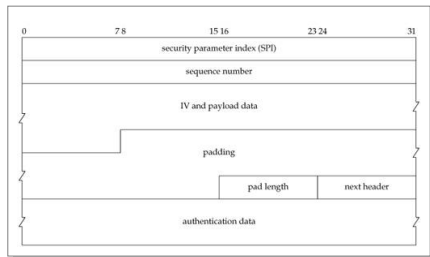 0 7 8 15 16 23 24 31
security parameter index (SPI)
sequence number
IV and payload data
padding
pad length next header
authentication data